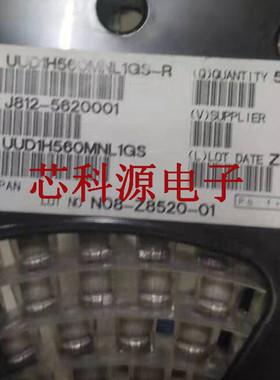 UUD1H560MNL1GS-R
(Q)QUANTITY 5
J812-5620001
(V)SUPPLIER
UUD1H560MNL1GS
(L)LOT DATE Z
芯科源电子
PAN
LOT NO N08-Z8520-01